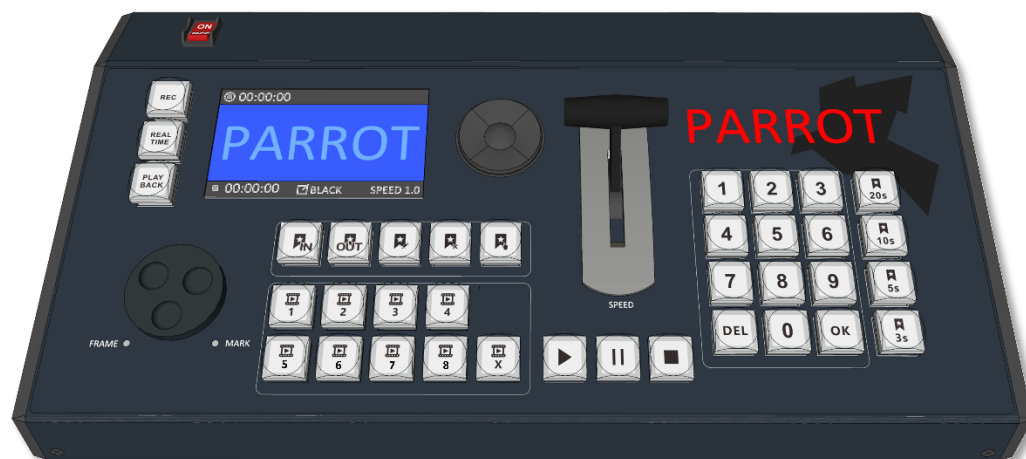 ON
REC
REAL
TIME
PLAY
BACK
00:00:00
PARROT
00:00:00 BLACK SPEED 1.0
PARROT
SPEED
IN
OUT
1 2 3 4
5 6 7 8 X
FRAME MARK
1 2 3 20s
4 5 6 10s
7 8 9 5s
DEL 0 OK 3s